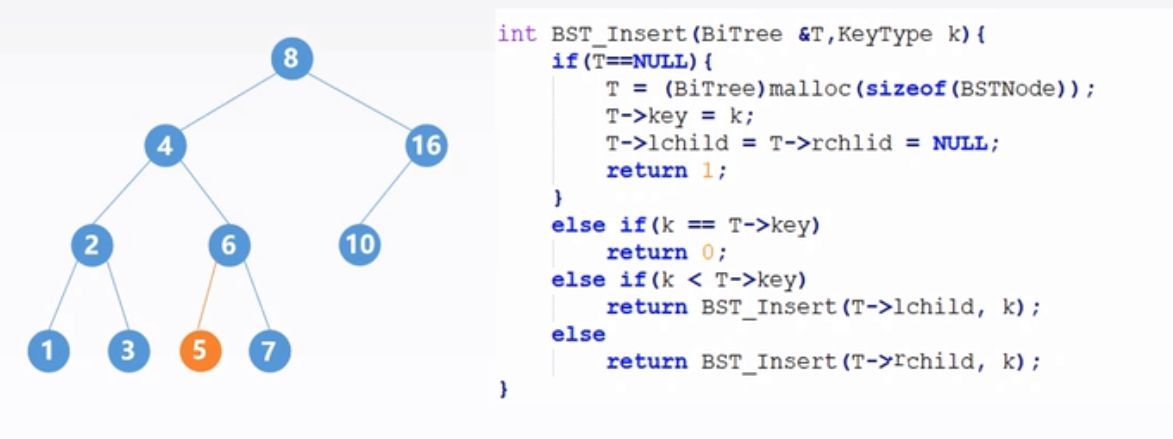 8
4 16
2 6 10
1 3 5 7
int BST_Insert(BiTree &T,KeyType k){
if(T==NULL){
T = (BiTree)malloc(sizeof(BSTNode));
T->key = k;
T->lchild = T->rchlid = NULL;
return 1;
}
else if(k == T->key)
return 0;
else if(k < T->key)
return BST_Insert(T->lchild, k);
else
return BST_Insert(T->rchild, k);
}